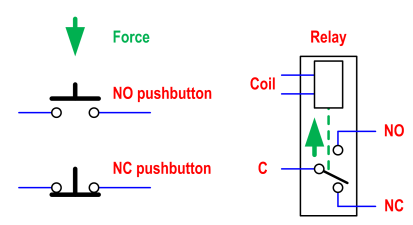 Force
Relay
NO pushbutton
Coil
NO
NC pushbutton
C
NC